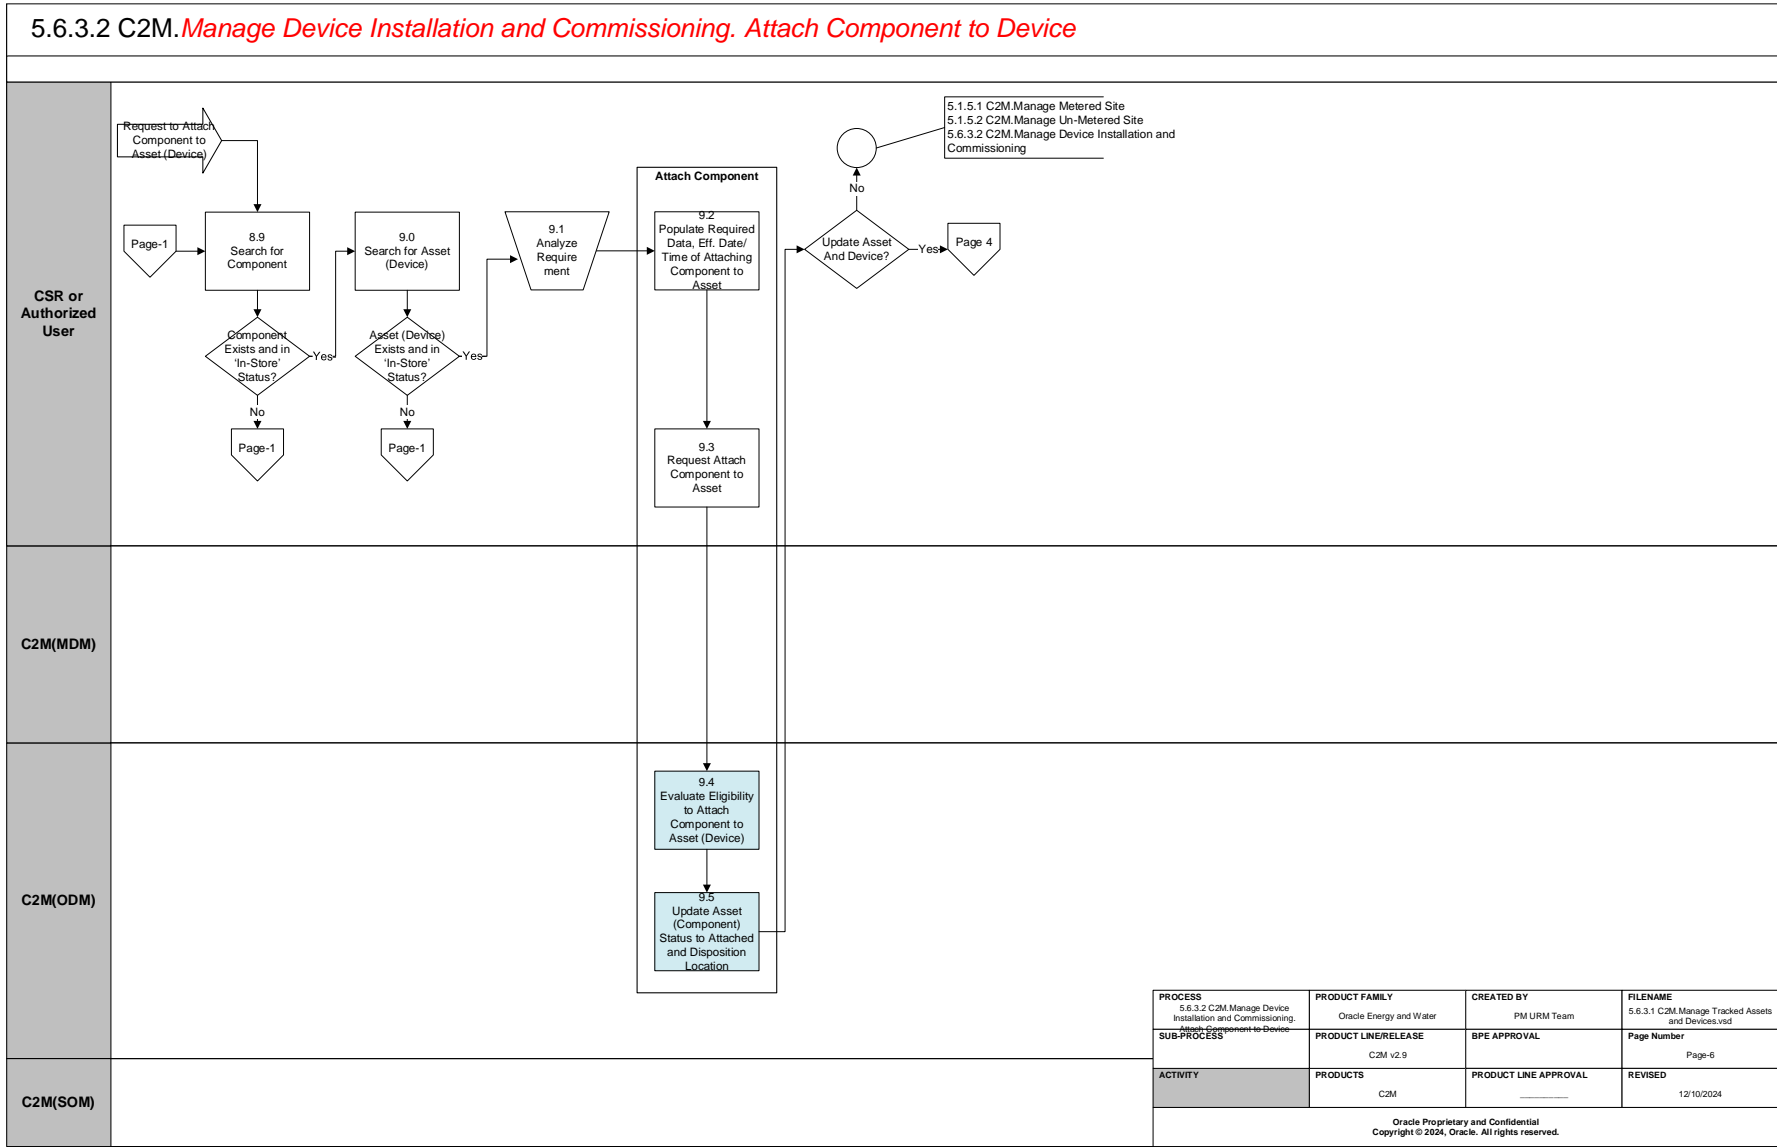 5.6.3.2 C2M.Manage Device Installation and Commissioning. Attach Component to Device
CSR or
Authorized
User
Request to Attach
Component to
Asset (Device)
Page-1
8.9
Search for
Component
Component
Exists and in
‘In-Store’
Status?
Yes
No
Page-1
9.0
Search for Asset
(Device)
Asset (Device)
Exists and in
‘In-Store’
Status?
Yes
No
Page-1
9.1
Analyze
Require
ment
Attach Component
9.2
Populate Required
Data, Eff. Date/
Time of Attaching
Component to
Asset
9.3
Request Attach
Component to
Asset
Update Asset
And Device?
No
Yes
Page 4
5.1.5.1 C2M.Manage Metered Site
5.1.5.2 C2M.Manage Un-Metered Site
5.6.3.2 C2M.Manage Device Installation and
Commissioning
C2M(MDM)
C2M(ODM)
9.4
Evaluate Eligibility
to Attach
Component to
Asset (Device)
9.5
Update Asset
(Component)
Status to Attached
and Disposition
Location
C2M(SOM)
PROCESS
5.6.3.2 C2M.Manage Device
Installation and Commissioning.
Attach Component to Device
PRODUCT FAMILY
Oracle Energy and Water
CREATED BY
PM URM Team
FILENAME
5.6.3.1 C2M.Manage Tracked Assets
and Devices.vsd
SUB-PROCESS
PRODUCT LINE/RELEASE
C2M v2.9
BPE APPROVAL
Page Number
Page-6
ACTIVITY
PRODUCTS
C2M
PRODUCT LINE APPROVAL
___________
REVISED
12/10/2024
Oracle Proprietary and Confidential
Copyright © 2024, Oracle. All rights reserved.